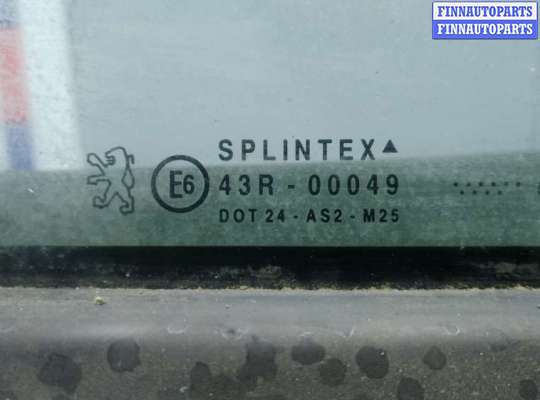 FINNAUTOPARTS
FINNAUTOPARTS
SPLINTEX
E6 43R - 00049
DOT 24 - AS2 - M25